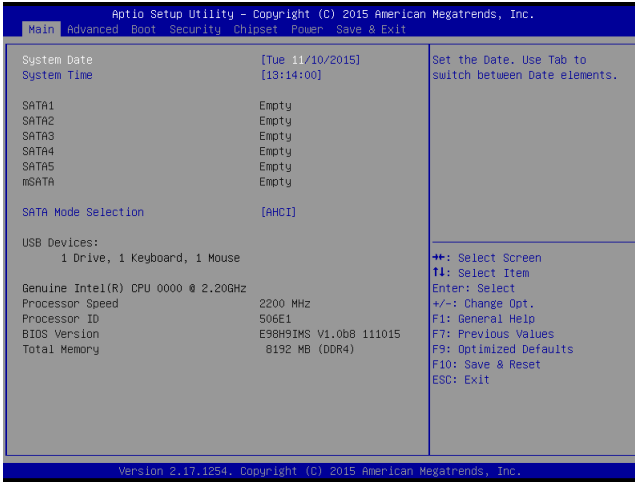 Aptio Setup Utility – Copyright (C) 2015 American Megatrends, Inc.
Main Advanced Boot Security Chipset Power Save & Exit
System Date [Tue 11/10/2015]
System Time [13:14:00]
SATA1 Empty
SATA2 Empty
SATA3 Empty
SATA4 Empty
SATA5 Empty
mSATA Empty
SATA Mode Selection [AHCI]
USB Devices:
1 Drive, 1 Keyboard, 1 Mouse
Genuine Intel(R) CPU 0000 @ 2.20GHz
Processor Speed 2200 MHz
Processor ID 506E1
BIOS Version E98H9IMS V1.0b8 111015
Total Memory 8192 MB (DDR4)
Set the Date. Use Tab to
switch between Date elements.
→←: Select Screen
↑↓: Select Item
Enter: Select
+/-: Change Opt.
F1: General Help
F7: Previous Values
F9: Optimized Defaults
F10: Save & Reset
ESC: Exit
Version 2.17.1254. Copyright (C) 2015 American Megatrends, Inc.